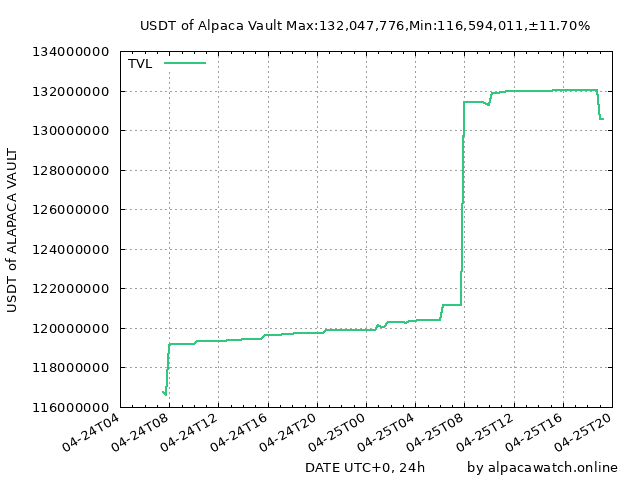 USDT of Alpaca Vault Max:132,047,776,Min:116,594,011,±11.70%
TVL
134000000
132000000
130000000
128000000
126000000
124000000
122000000
120000000
118000000
116000000
USDT of ALAPACA VAULT
04-24T04
04-24T08
04-24T12
04-24T16
04-24T20
04-25T00
04-25T04
04-25T08
04-25T12
04-25T16
04-25T20
DATE UTC+0, 24h
by alpacawatch.online